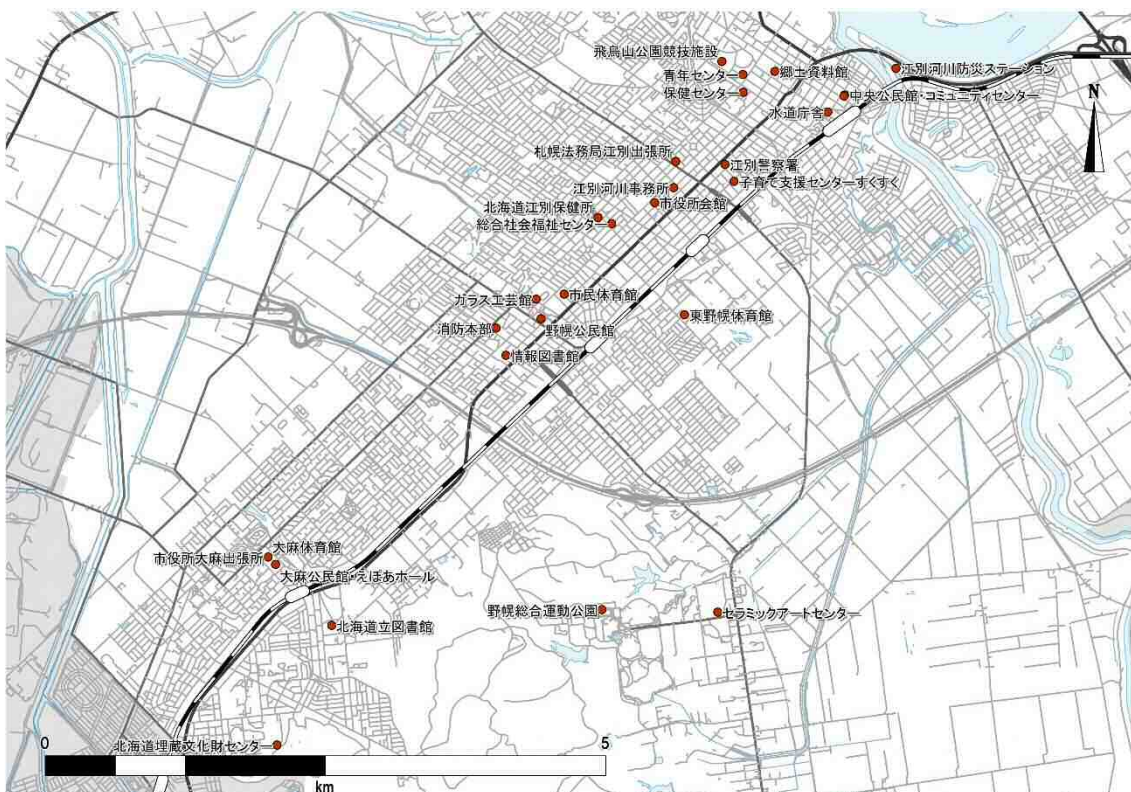 飛鳥山公園競技施設
青年センター
郷土資料館
江別河川防災ステーション
保健センター
中央公民館・コミュニティセンター
水道庁舎
N
札幌法務局江別出張所
江別警察署
子育て支援センターすくすく
江別河川事務所
市役所会館
北海道江別保健所
総合社会福祉センター
ガラス工芸館
市民体育館
消防本部
野幌公民館
東野幌体育館
情報図書館
大麻体育館
市役所大麻出張所
大麻公民館・えぽあホール
野幌総合運動公園
セラミックアートセンター
北海道立図書館
北海道埋蔵文化財センター
0
5
km